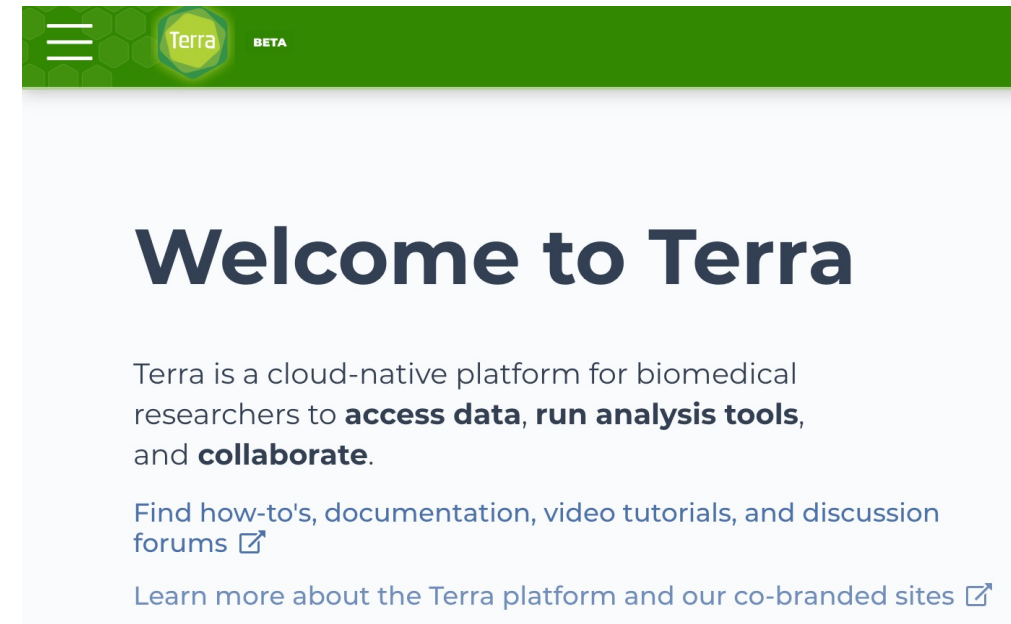 Terra BETA
Welcome to Terra
Terra is a cloud-native platform for biomedical
researchers to access data, run analysis tools,
and collaborate.
Find how-to's, documentation, video tutorials, and discussion
forums
Learn more about the Terra platform and our co-branded sites